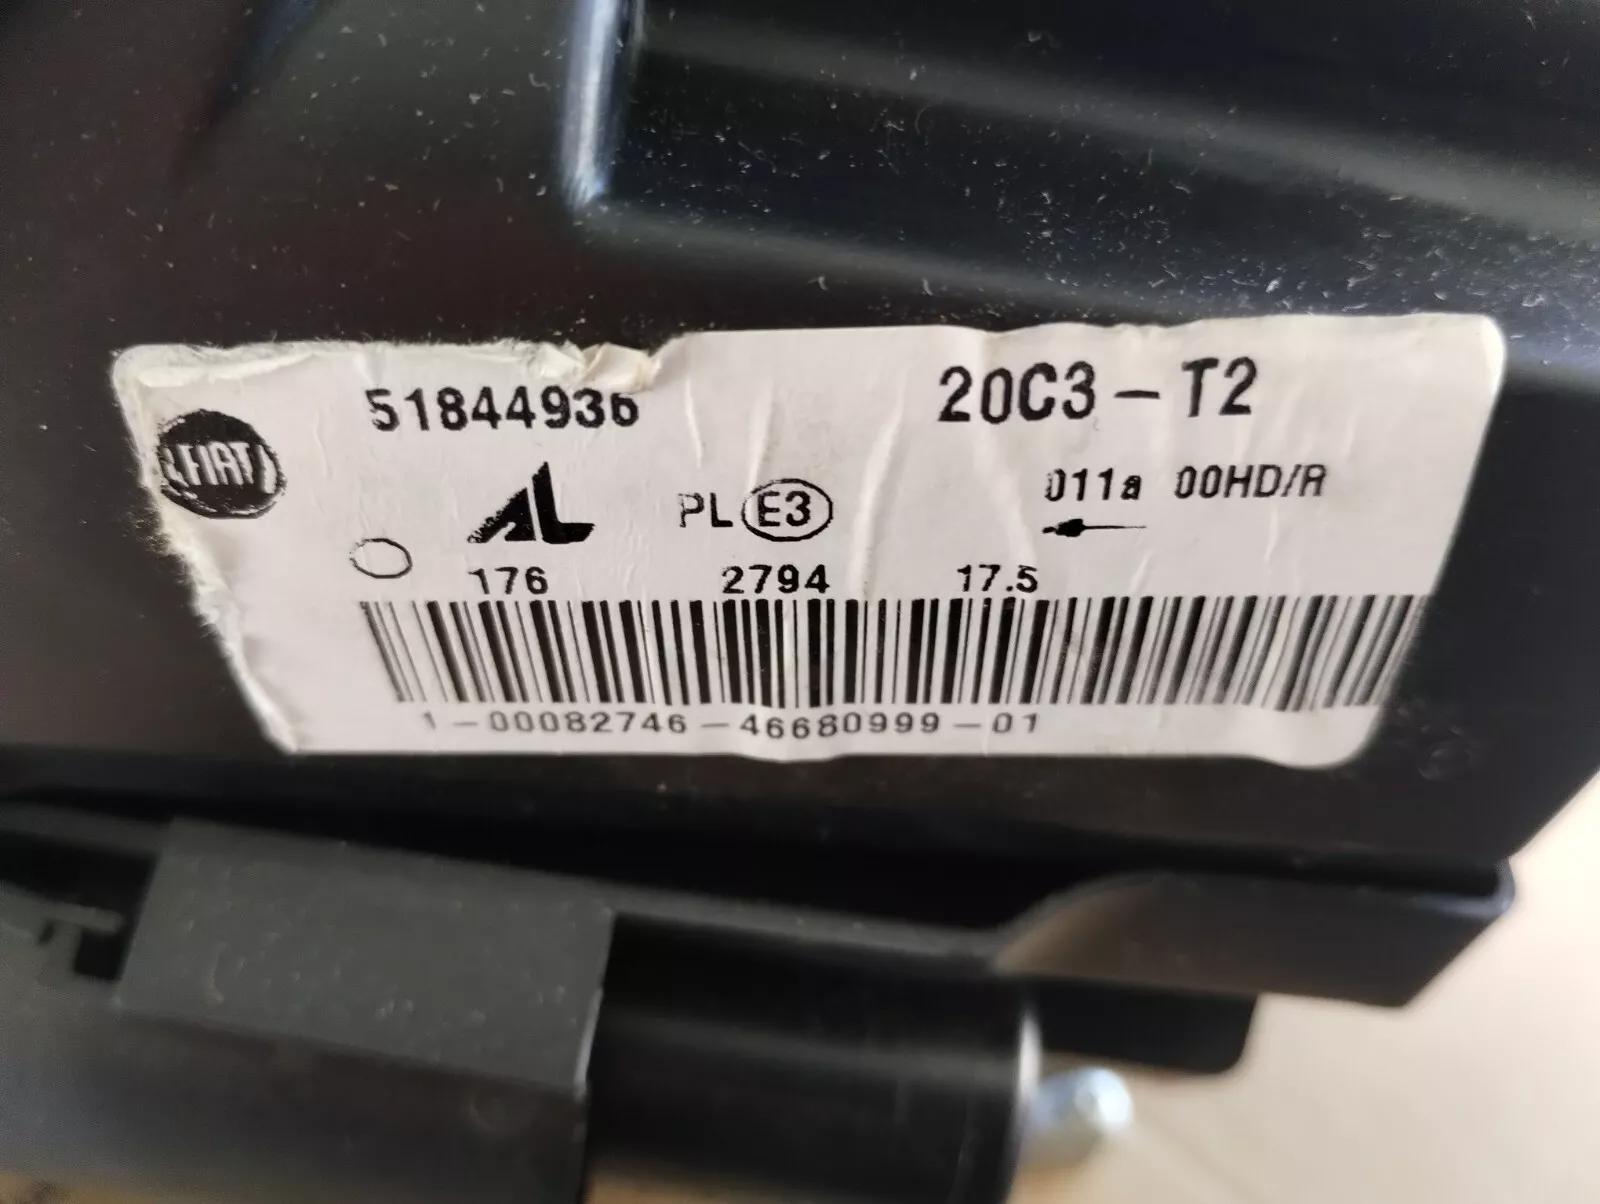 51844936 20C3-T2
FIAT
AL PL E3 011a 00HD/R
176 2794 17.5
1-00082746-46680999-01